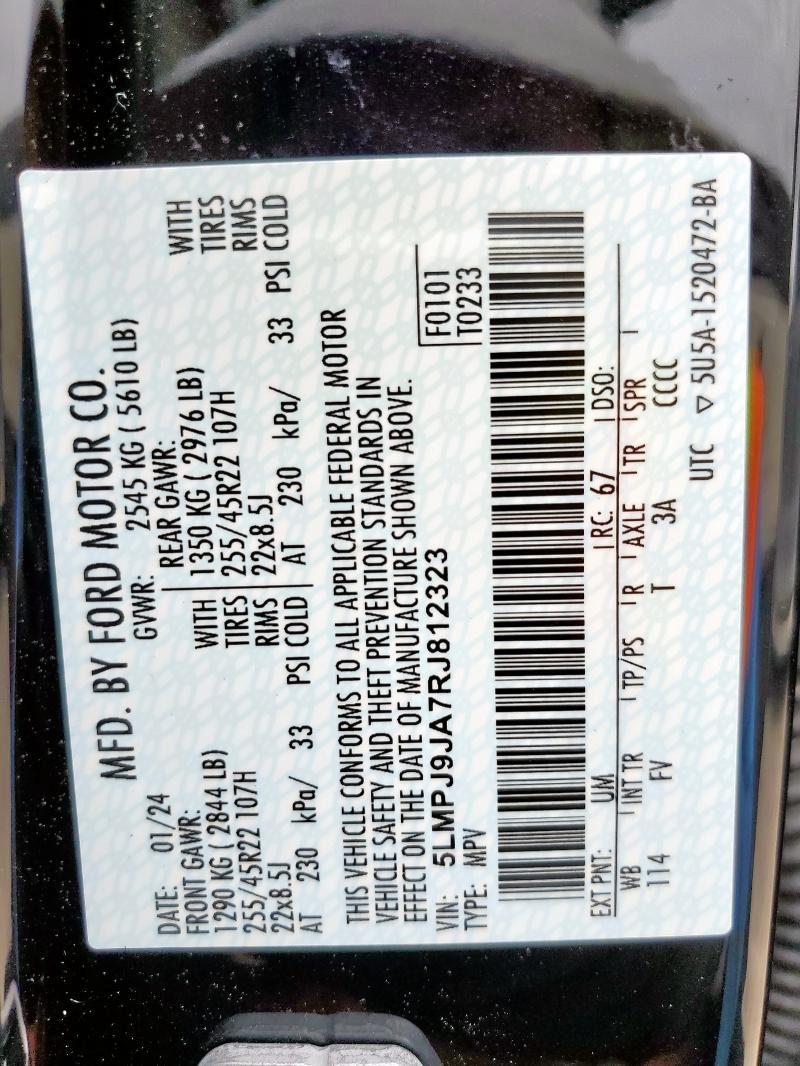 MFD. BY FORD MOTOR CO.
DATE: 01/24 GVWR: 2545 KG ( 5610 LB)
FRONT GAWR: REAR GAWR:
1290 KG ( 2844 LB) WITH 1350 KG ( 2976 LB) WITH
255/45R22 107H TIRES 255/45R22 107H TIRES
22x8.5J RIMS 22x8.5J RIMS
AT 230 kPa/ 33 PSI COLD AT 230 kPa/ 33 PSI COLD
THIS VEHICLE CONFORMS TO ALL APPLICABLE FEDERAL MOTOR
VEHICLE SAFETY AND THEFT PREVENTION STANDARDS IN
EFFECT ON THE DATE OF MANUFACTURE SHOWN ABOVE.
VIN: 5LMPJ9JA7RJ812323 F0101
TYPE: MPV T0233
EXT PNT: UM RC: 67 DSO:
WB INT TR TP/PS R AXLE TR SPR
114 FV T 3A CCCC
UTC ▽ 5U5A-1520472-BA